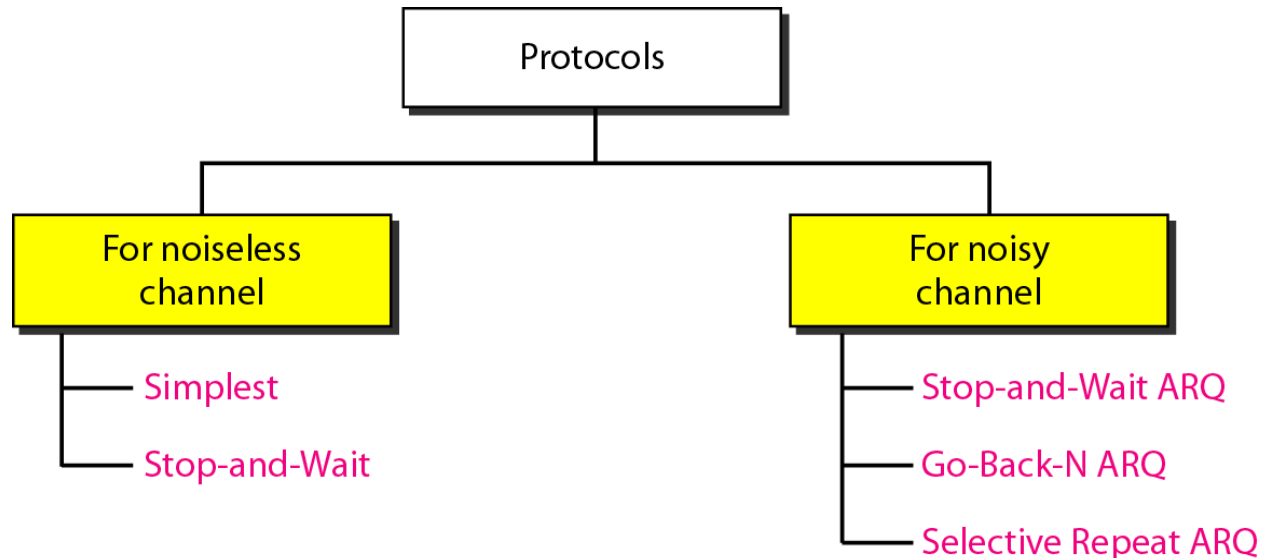 Protocols
For noiseless
channel
For noisy
channel
Simplest
Stop-and-Wait
Stop-and-Wait ARQ
Go-Back-N ARQ
Selective Repeat ARQ